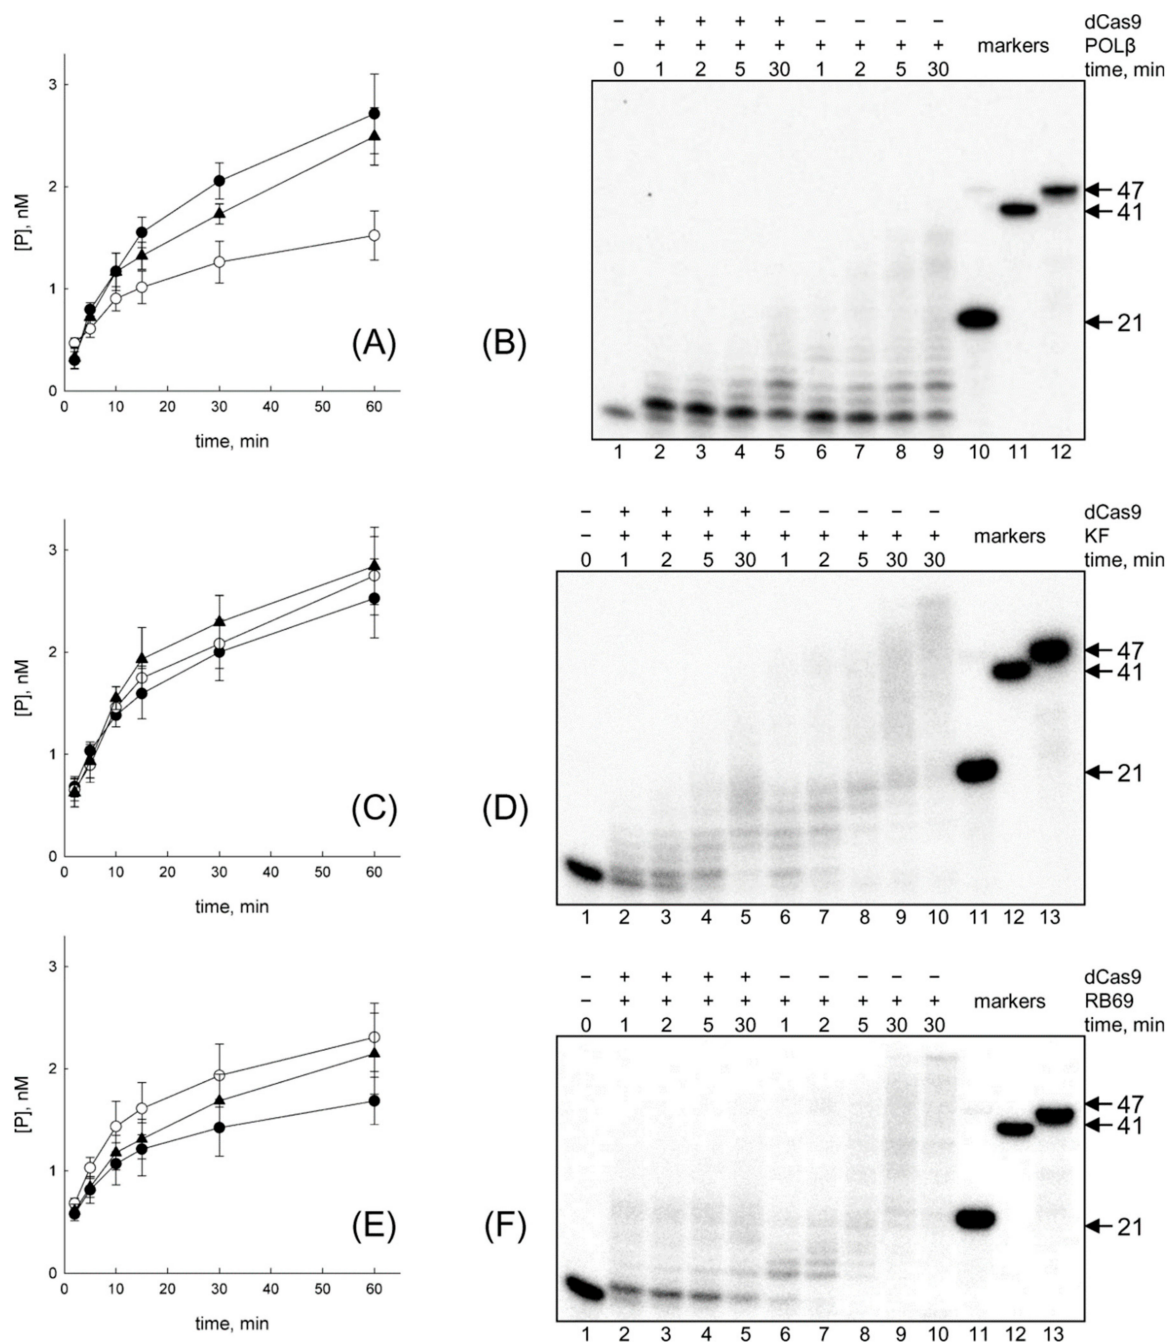 3
2
1
0
[P], nM
0 10 20 30 40 50 60
time, min
(A)
(B)
– + + + + – – – – dCas9
– + + + + + + + + markers POLβ
0 1 2 5 30 1 2 5 30 time, min
47
41
21
1 2 3 4 5 6 7 8 9 10 11 12
3
2
1
0
[P], nM
0 10 20 30 40 50 60
time, min
(C)
(D)
– + + + + – – – – – dCas9
– + + + + + + + + + markers KF
0 1 2 5 30 1 2 5 30 30 time, min
47
41
21
1 2 3 4 5 6 7 8 9 10 11 12 13
3
2
1
0
[P], nM
0 10 20 30 40 50 60
time, min
(E)
(F)
– + + + + – – – – – dCas9
– + + + + + + + + + markers RB69
0 1 2 5 30 1 2 5 30 30 time, min
47
41
21
1 2 3 4 5 6 7 8 9 10 11 12 13